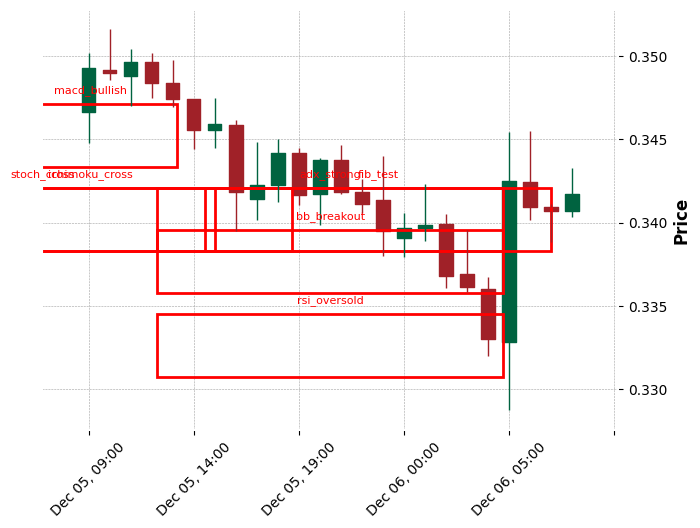 macd_bullish
stoch_cross
ichimoku_cross
fib_test
bb_breakout
rsi_oversold
0.350
0.345
0.340
0.335
0.330
Price
Dec 05, 09:00
Dec 05, 14:00
Dec 05, 19:00
Dec 06, 00:00
Dec 06, 05:00